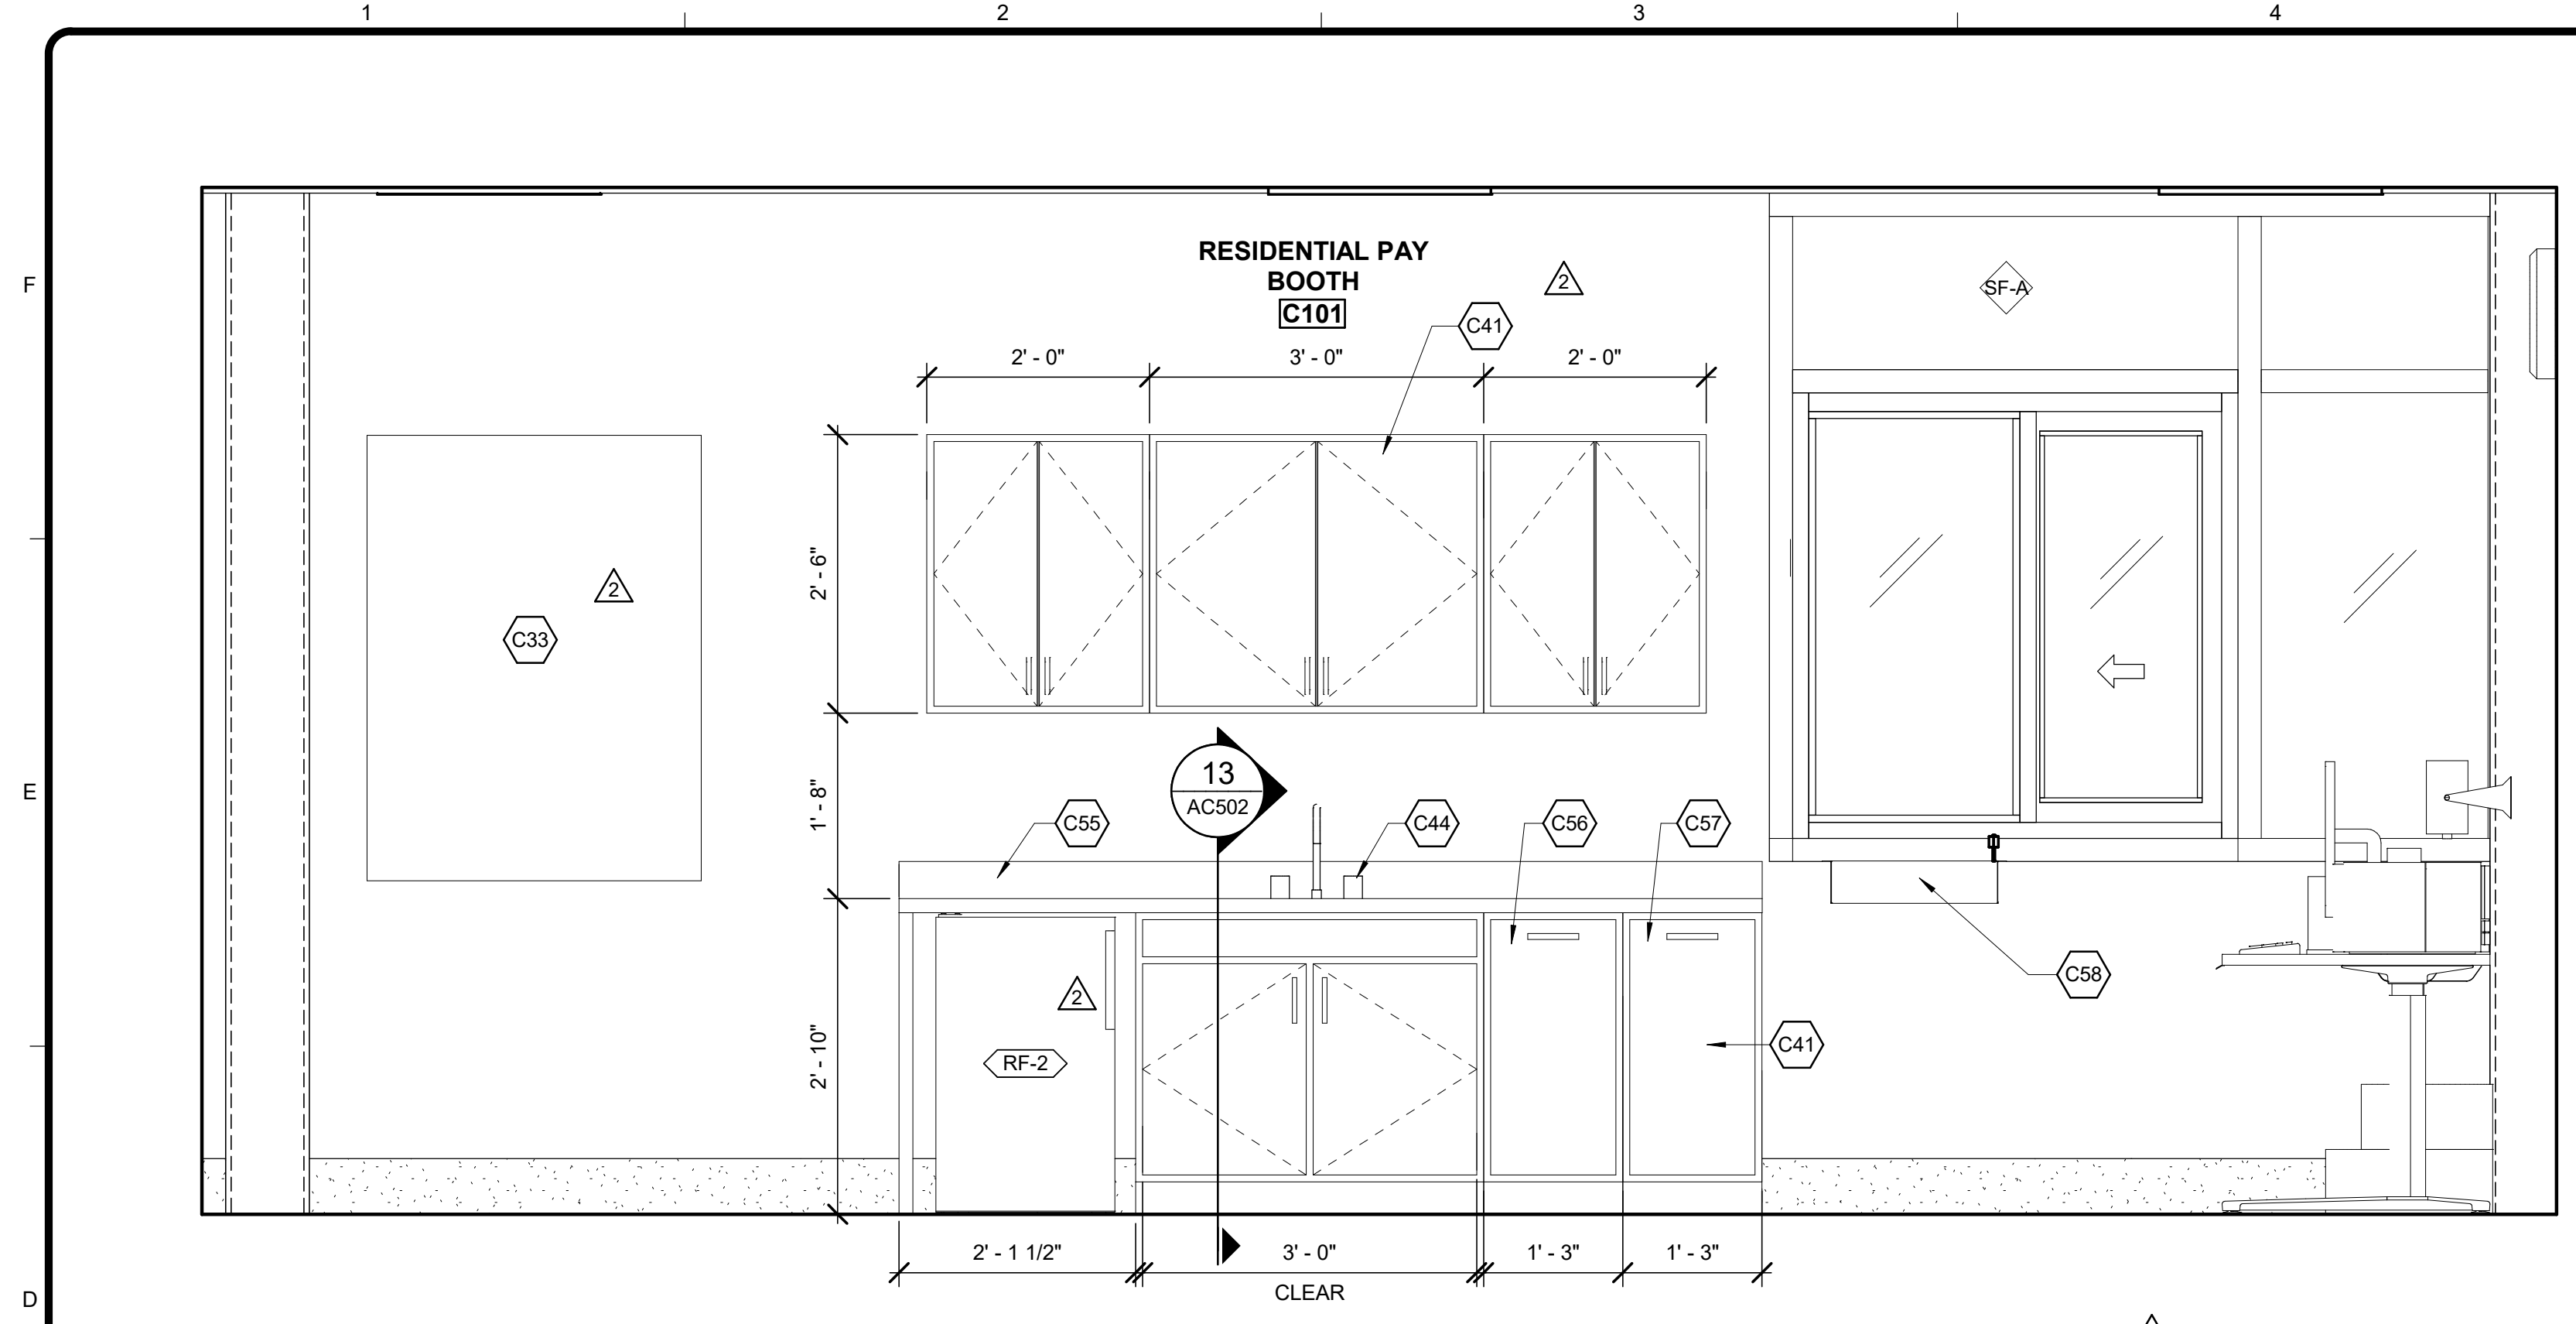 1 2 3 4
RESIDENTIAL PAY
BOOTH
C101
2
C41
SF-A
F
2' - 0" 3' - 0" 2' - 0"
2' - 6"
2
C33
13
AC502
E
1' - 8"
C55
C44
C56
C57
C58
2
RF-2
C41
2' - 10"
2' - 1 1/2" 3' - 0" 1' - 3" 1' - 3"
CLEAR
D